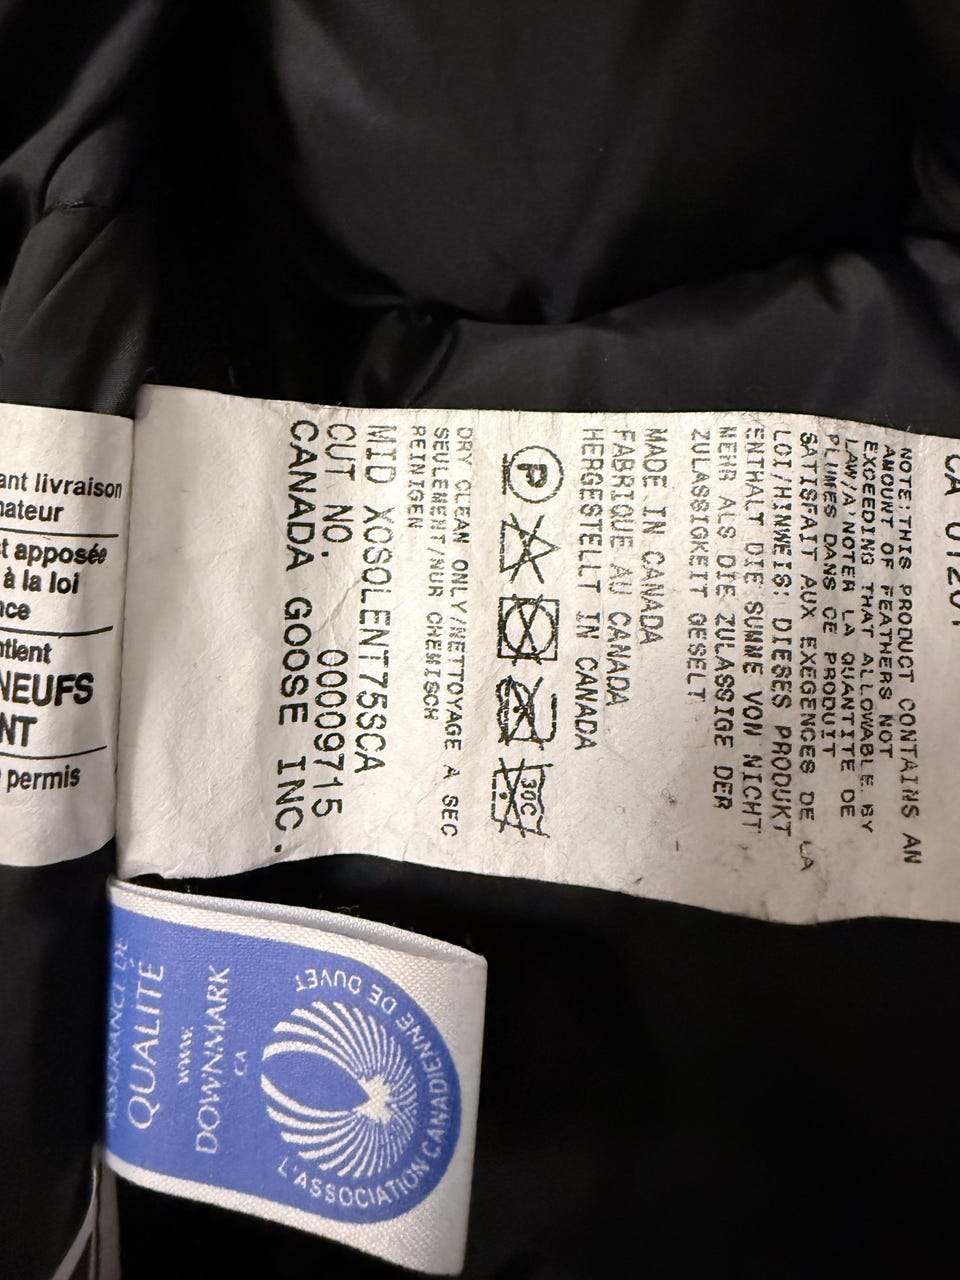 CA 01201
NOTE:THIS PRODUCT CONTAINS AN
AMOUNT OF FEATHERS NOT
EXCEEDING THAT ALLOWABLE BY
LAW/A NOTER LA QUANTITE DE
PLUMES DANS CE PRODUIT
SATISFAIT AUX EXEGENCES DE LA
LOI/HINWEIS: DIESES PRODUKT
ENTHALT DIE SUMME VON NICHT
MEHR ALS DIE ZULASSIGE DER
ZULASSIGKEIT GESELT
MADE IN CANADA
FABRIQUE AU CANADA
HERGESTELLT IN CANADA
P 30C
DRY CLEAN ONLY/NETTOYAGE A SEC
SEULEMENT/NUR CHEMISCH
REINIGEN
MID XOSOLENT75SCA
CUT NO. 00009715
CANADA GOOSE INC.
ant livraison
nateur
t apposée
à la loi
nce
ntient
NEUFS
NT
permis
L'ASSOCIATION CANADIENNE DE DUVET
www.
DOWNMARK
CA
ASSURANCE DE
QUALITÉ